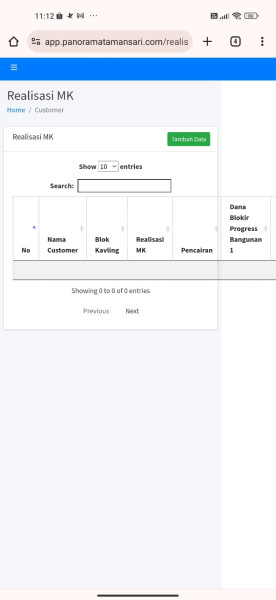 11:12
app.panoramatamansari.com/realis
4
Realisasi MK
Home / Customer
Realisasi MK
Tambah Data
Show 10 entries
Search:
No
Nama Customer
Blok Kavling
Realisasi MK
Pencairan
Dana Blokir Progress Bangunan 1
Showing 0 to 0 of 0 entries
Previous Next